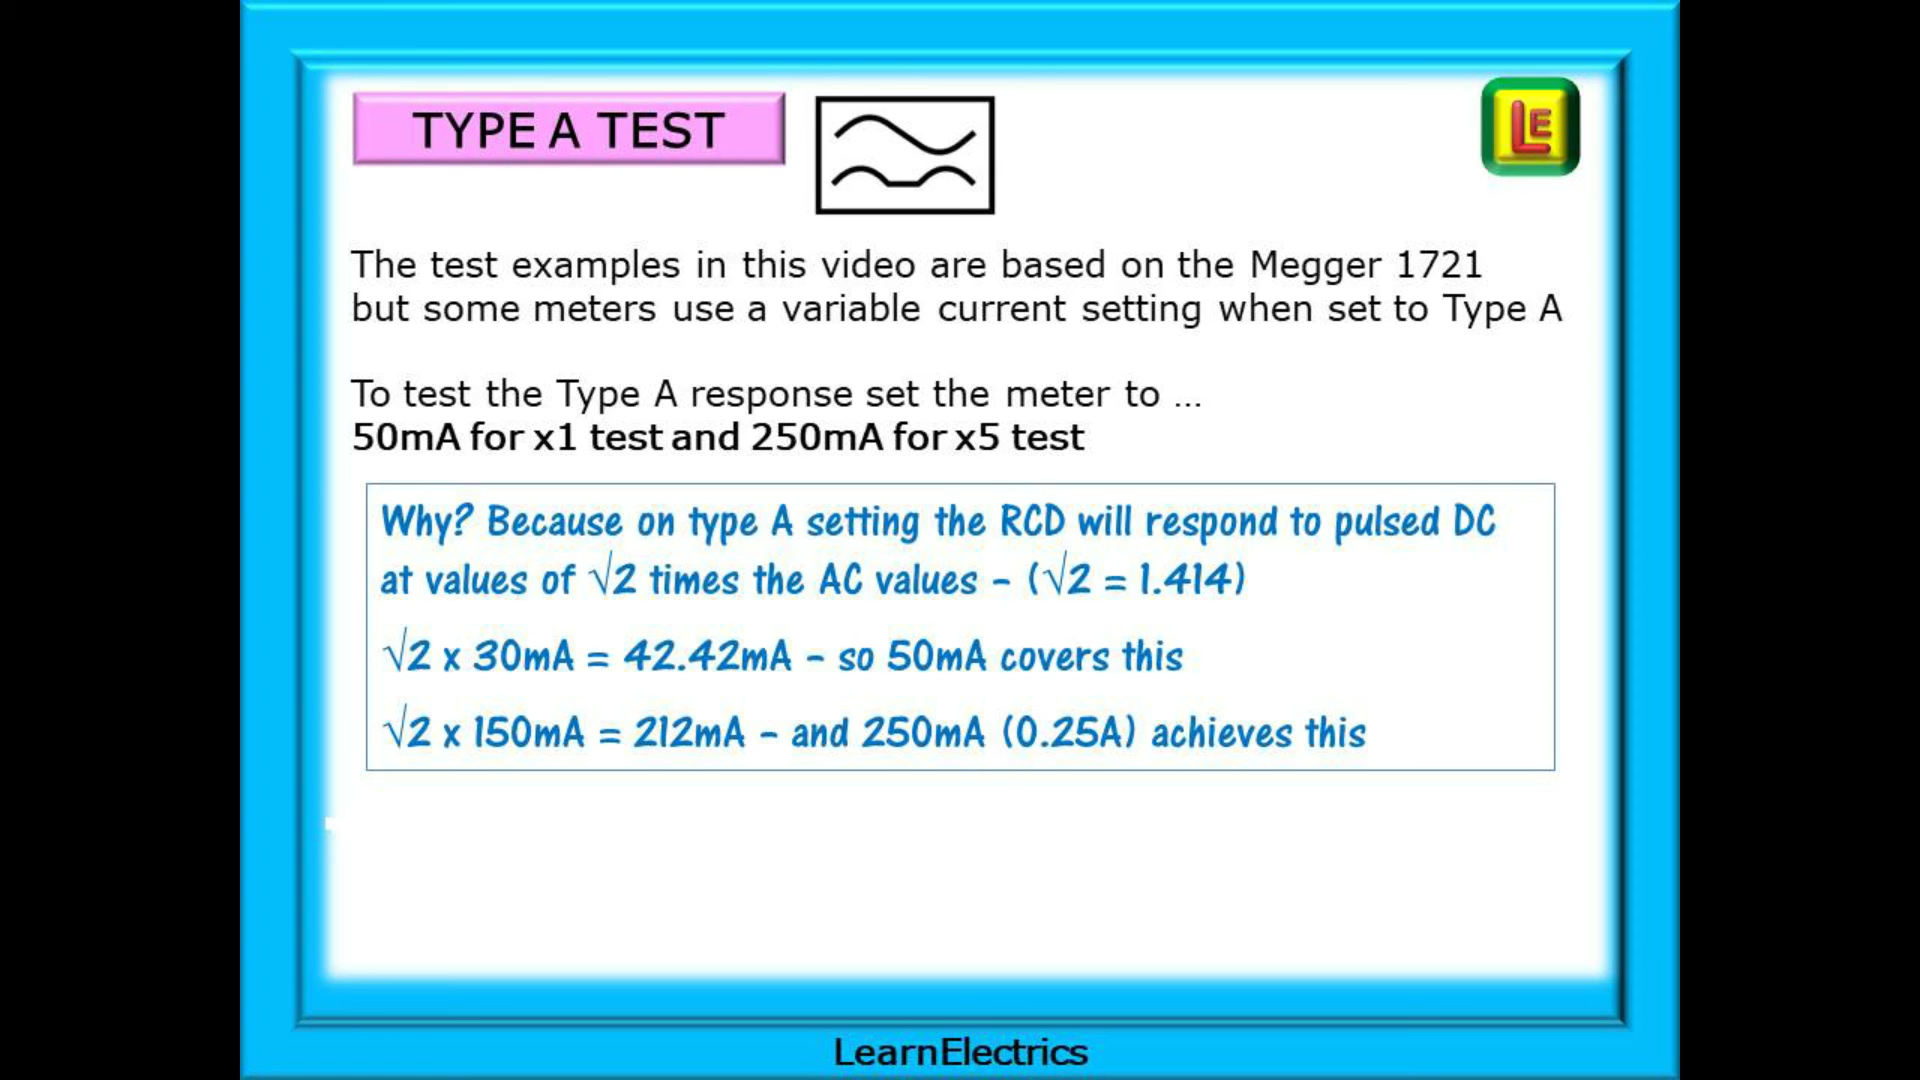 TYPE A TEST
LE
The test examples in this video are based on the Megger 1721
but some meters use a variable current setting when set to Type A
To test the Type A response set the meter to ...
50mA for x1 test and 250mA for x5 test
Why? Because on type A setting the RCD will respond to pulsed DC
at values of √2 times the AC values - (√2 = 1.414)
√2 x 30mA = 42.42mA - so 50mA covers this
√2 x 150mA = 212mA - and 250mA (0.25A) achieves this
LearnElectrics